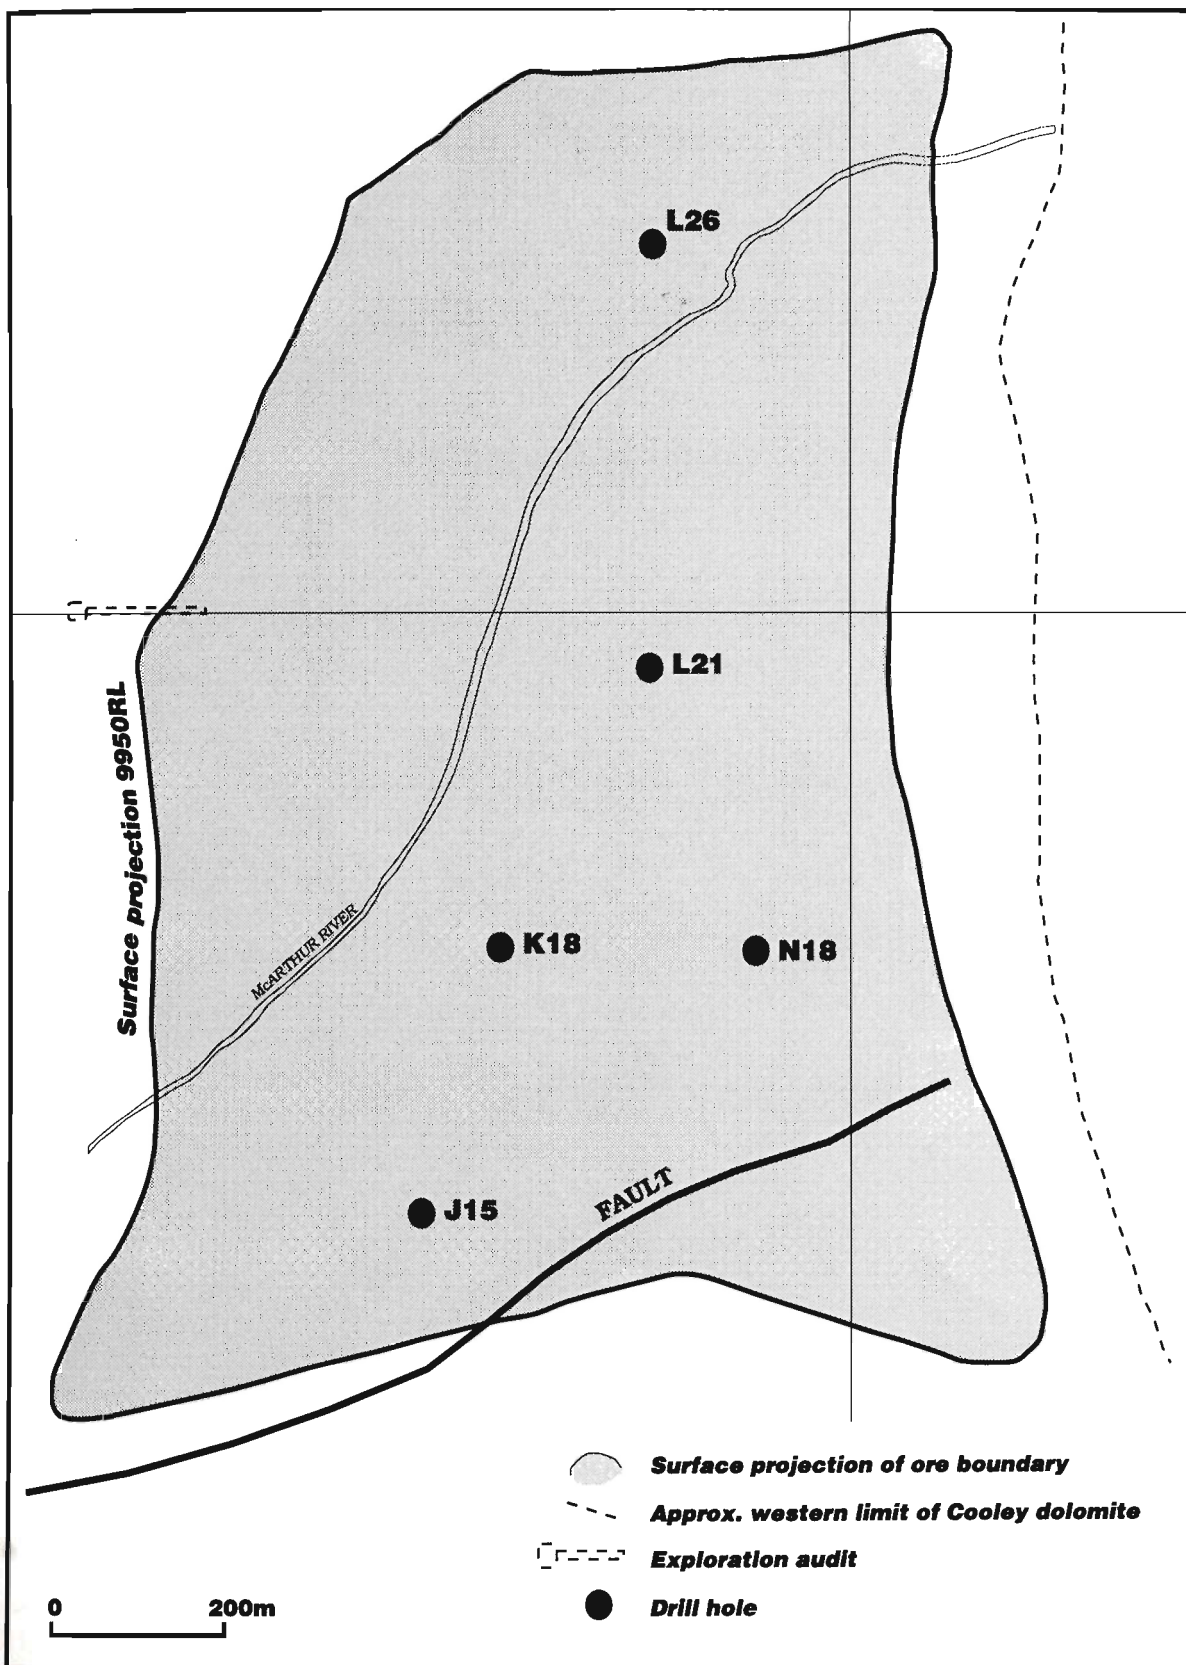 L26
L21
Surface projection 9950RL
K18
N18
McARTHUR RIVER
FAULT
J15
Surface projection of ore boundary
Approx. western limit of Cooley dolomite
Exploration audit
Drill hole
0 200m